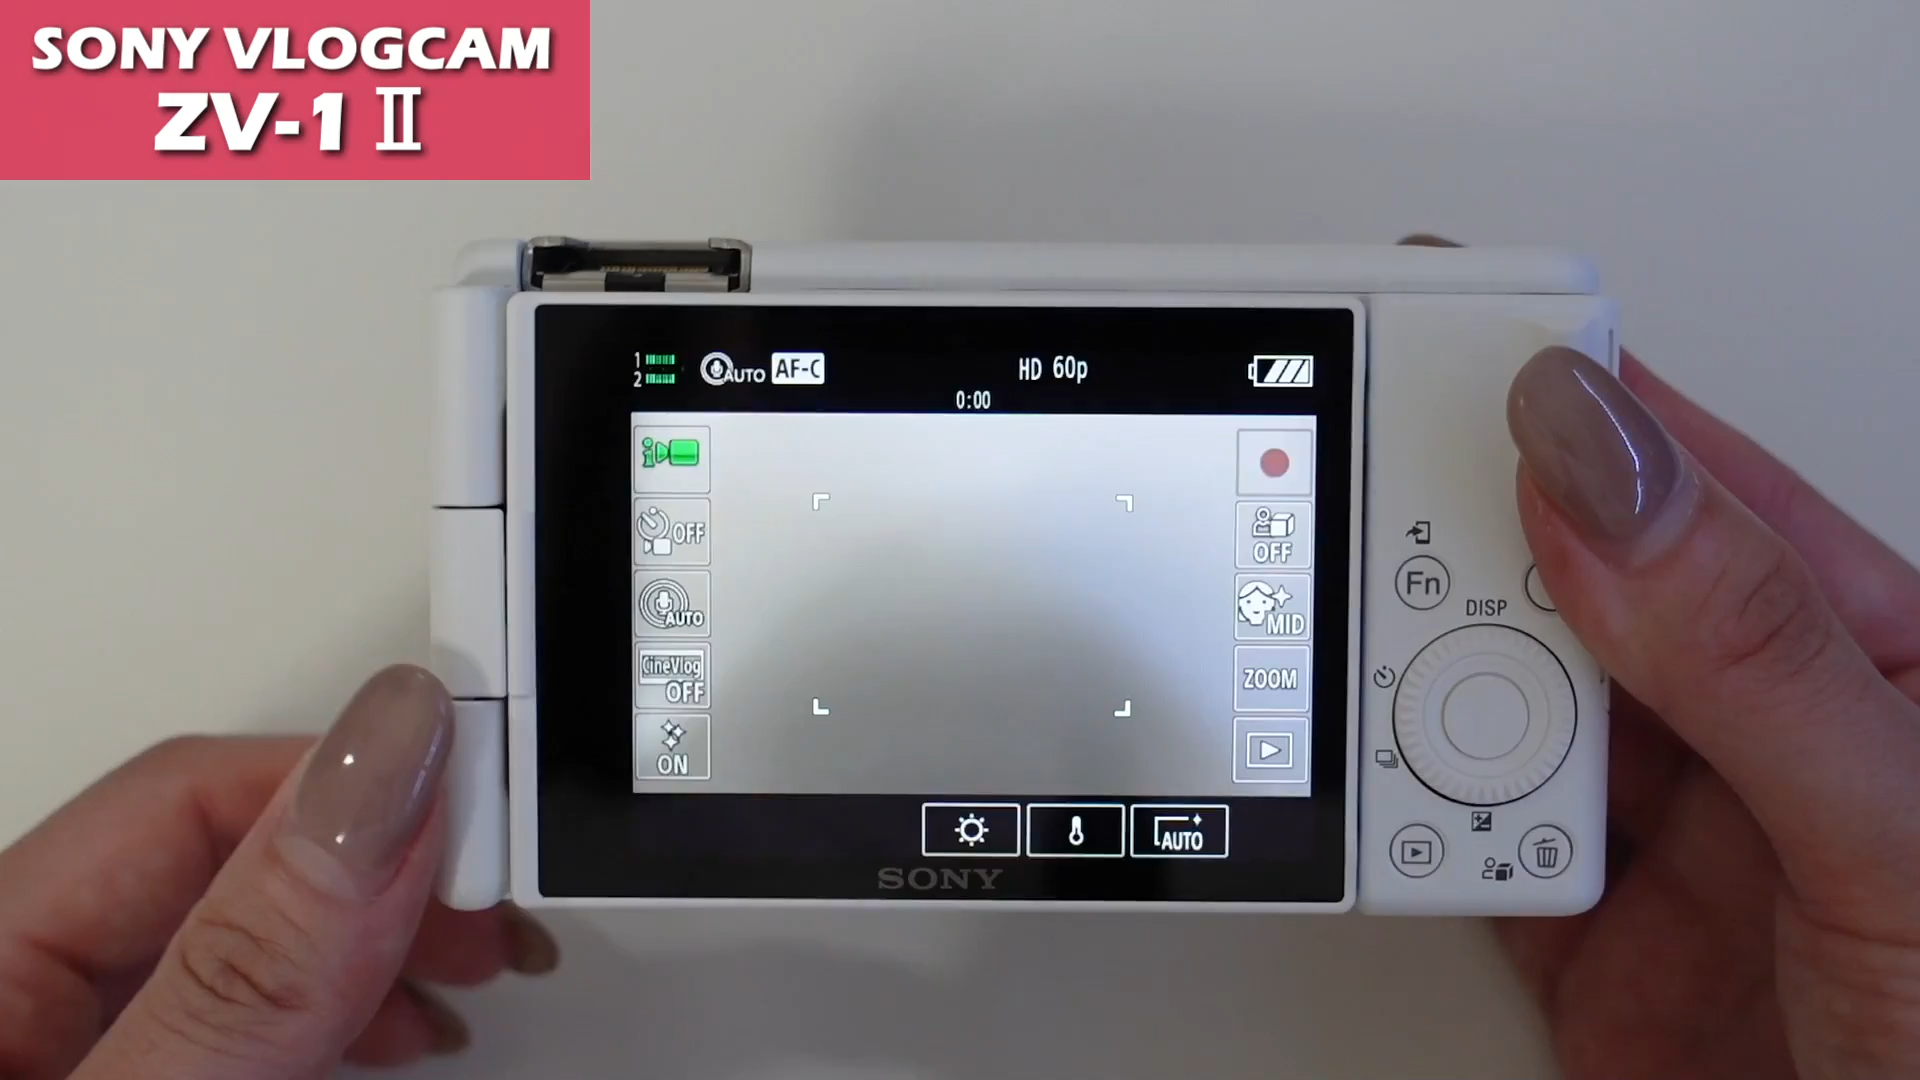 SONY VLOGCAM
ZV-1 Ⅱ
1
2
AUTO AF-C HD 60p
0:00
OFF
OFF
AUTO
MID
CineVlog
OFF
ZOOM
ON
AUTO
SONY
Fn
DISP